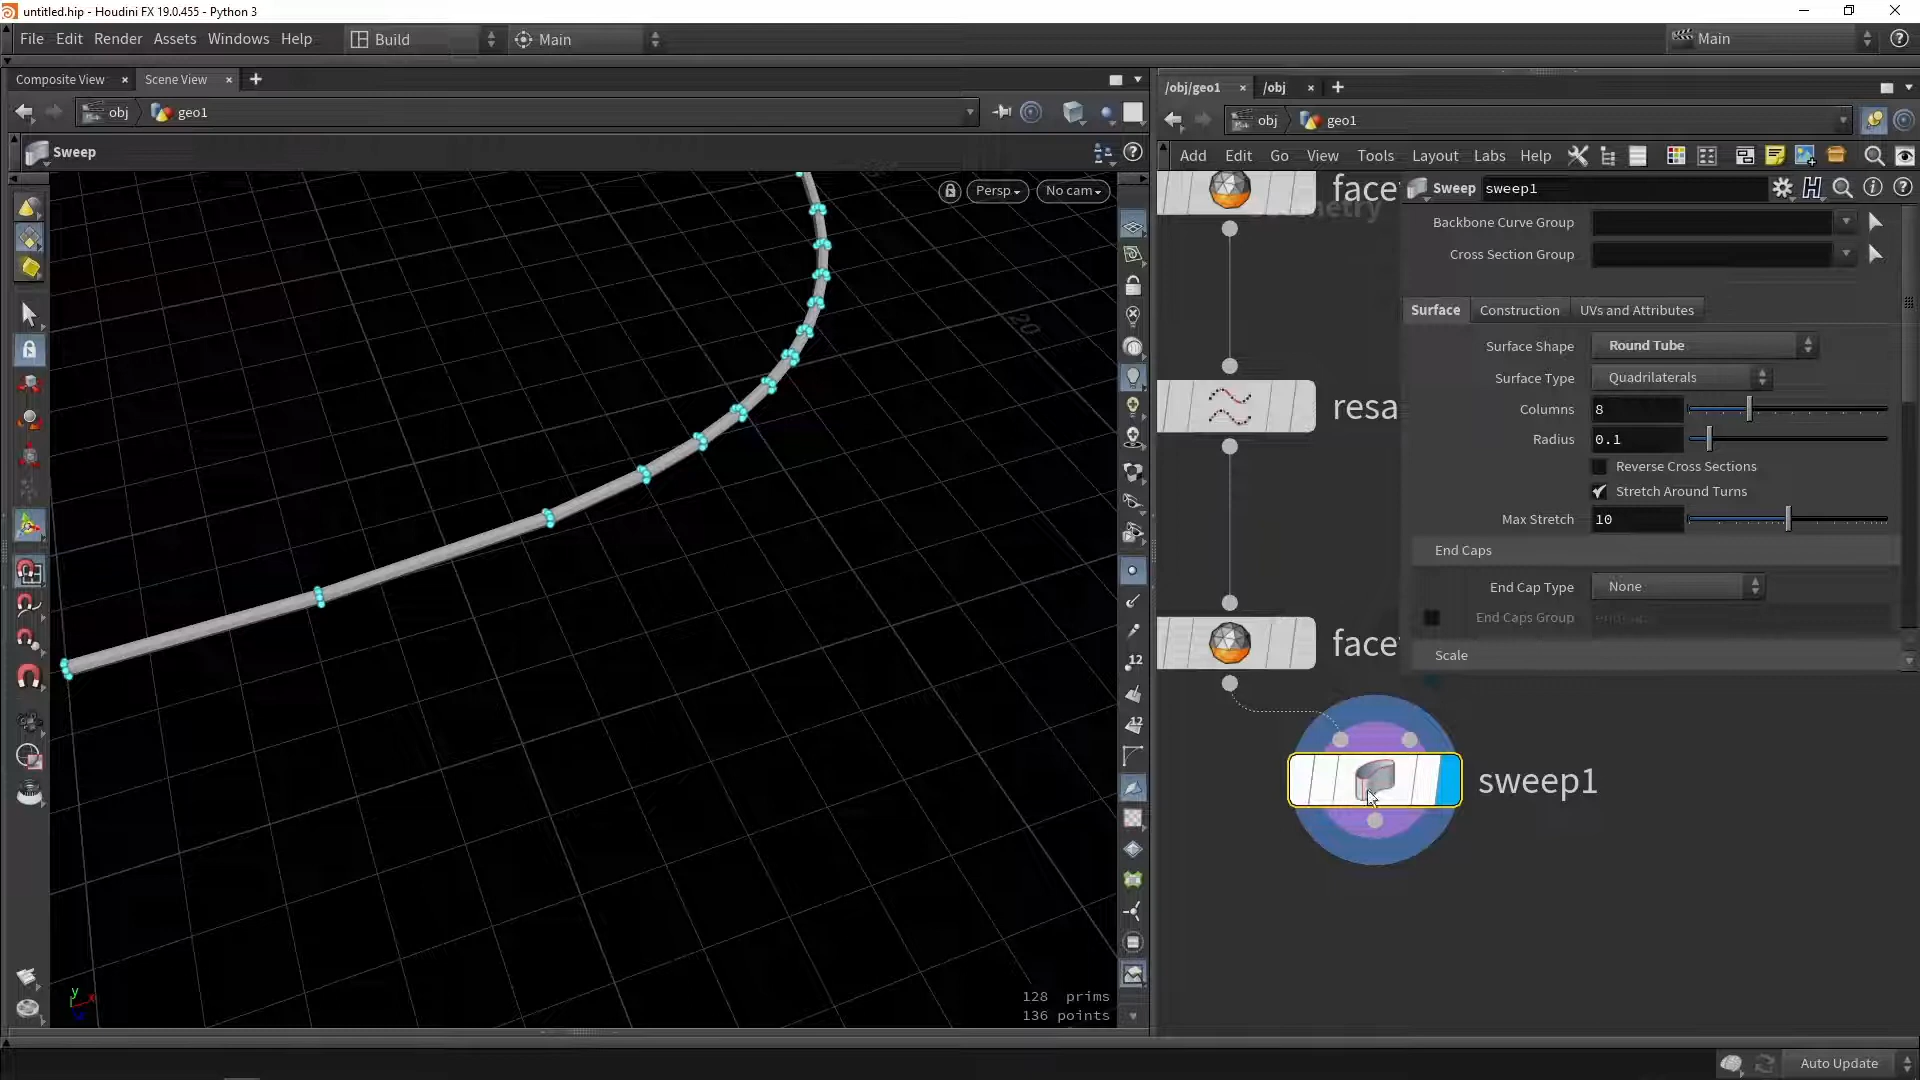 untitled.hip - Houdini FX 19.0.455 - Python 3
File Edit Render Assets Windows Help
Build
Main
Main
Composite View
Scene View
obj
geo1
Sweep
Persp
No cam
20
12
12
128 prims
136 points
y
x
/obj/geo1
/obj
obj
geo1
Add Edit Go View Tools Layout Labs Help
face
resa
face
sweep1
Sweep
sweep1
Backbone Curve Group
Cross Section Group
Surface
Construction
UVs and Attributes
Surface Shape
Round Tube
Surface Type
Quadrilaterals
Columns
8
Radius
0.1
Reverse Cross Sections
Stretch Around Turns
Max Stretch
10
End Caps
End Cap Type
None
End Caps Group
Scale
Auto Update